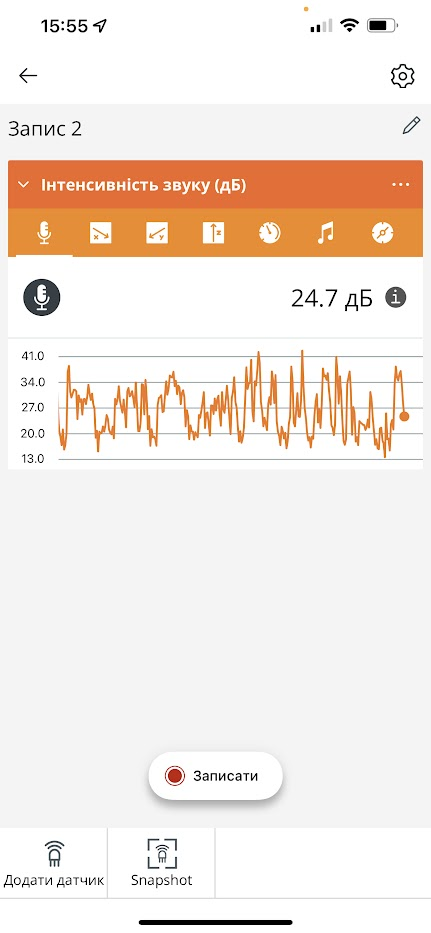 15:55
Запис 2
Інтенсивність звуку (дБ)
x y z
24.7 дБ i
41.0
34.0
27.0
20.0
13.0
Записати
Додати датчик
Snapshot